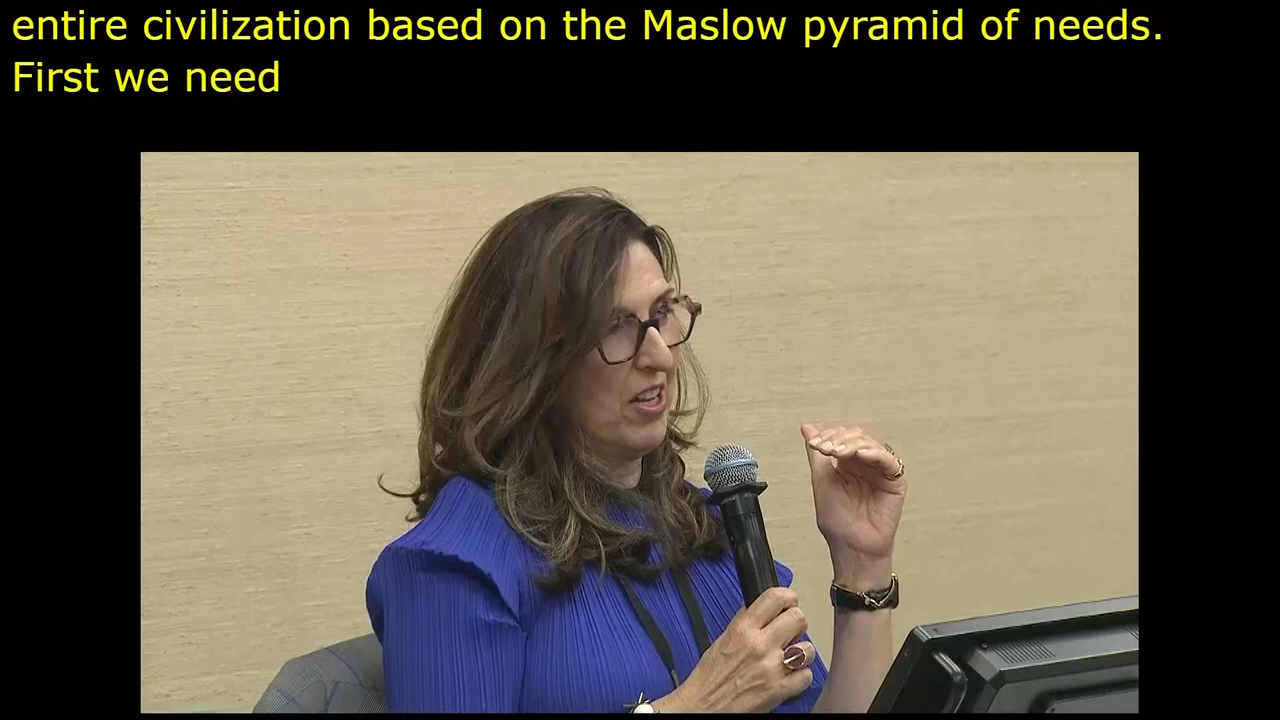 entire civilization based on the Maslow pyramid of needs.
First we need